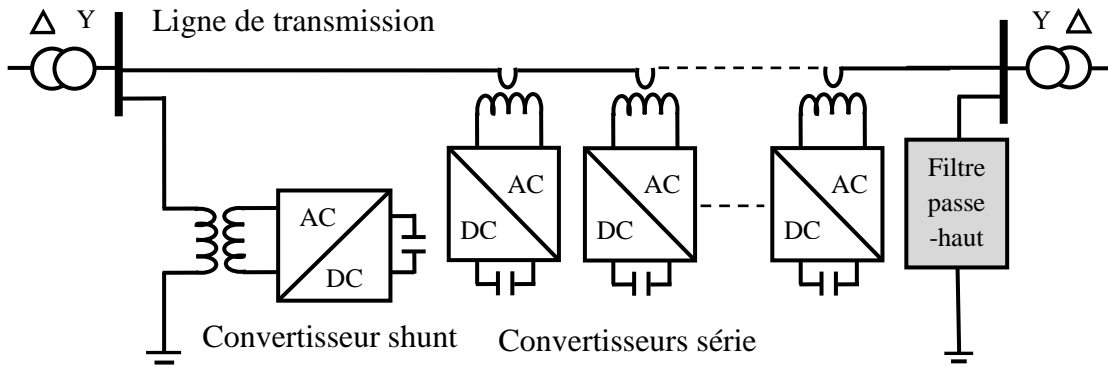 Δ Y Ligne de transmission Y Δ
AC
DC
AC
DC
AC
DC
Filtre
passe
-haut
AC
DC
Convertisseur shunt
Convertisseurs série